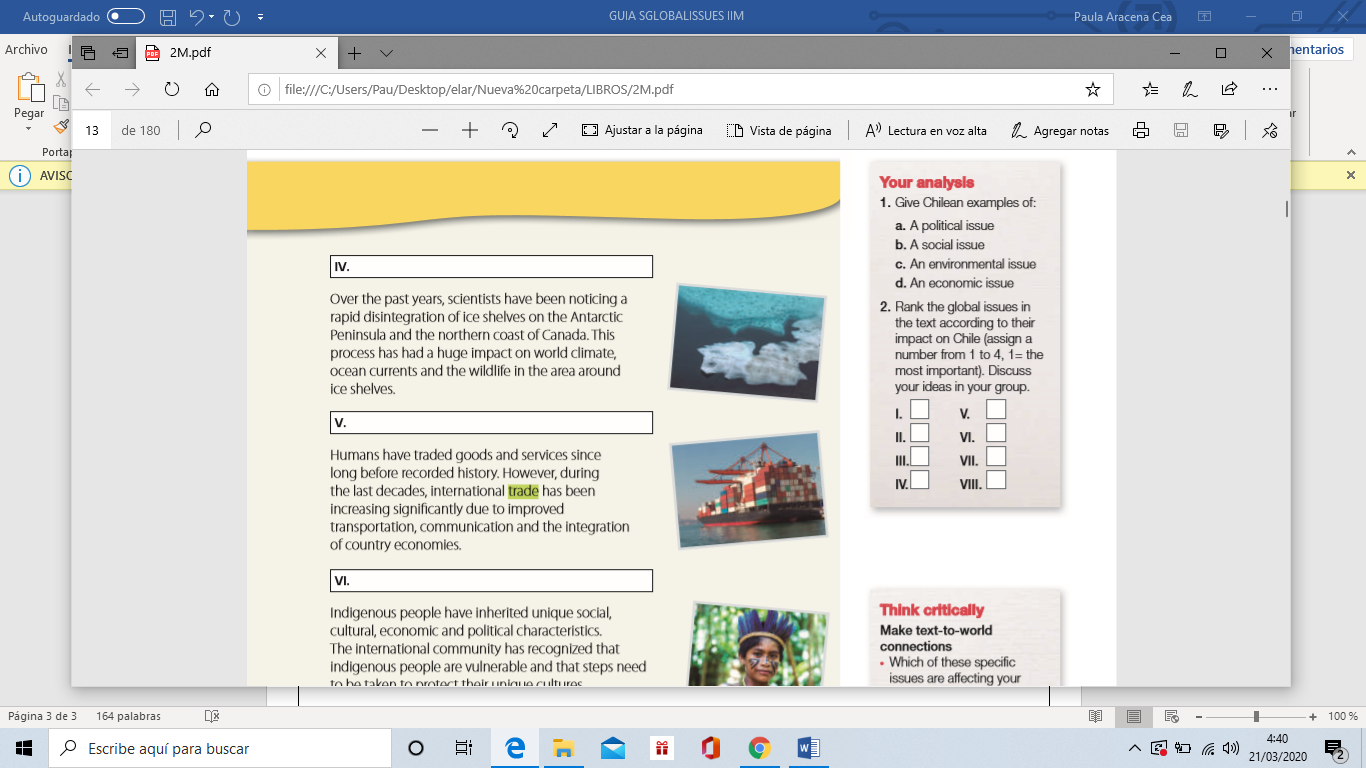 Autoguardado
GUIA SGLOBALISSUES IIM
Paula Aracena Cea
Archivo
entarios
2M.pdf
file:///C:/Users/Pau/Desktop/elar/Nueva%20carpeta/LIBROS/2M.pdf
Pegar
Portap
13 de 180
Ajustar a la página
Vista de página
Lectura en voz alta
Agregar notas
AVISO
IV.
Over the past years, scientists have been noticing a
rapid disintegration of ice shelves on the Antarctic
Peninsula and the northern coast of Canada. This
process has had a huge impact on world climate,
ocean currents and the wildlife in the area around
ice shelves.
V.
Humans have traded goods and services since
long before recorded history. However, during
the last decades, international trade has been
increasing significantly due to improved
transportation, communication and the integration
of country economies.
VI.
Indigenous people have inherited unique social,
cultural, economic and political characteristics.
The international community has recognized that
indigenous people are vulnerable and that steps need
to be taken to protect their unique cultures
Your analysis
1. Give Chilean examples of:
a. A political issue
b. A social issue
c. An environmental issue
d. An economic issue
2. Rank the global issues in
the text according to their
impact on Chile (assign a
number from 1 to 4, 1= the
most important). Discuss
your ideas in your group.
I. V.
II. VI.
III. VII.
IV. VIII.
Think critically
Make text-to-world
connections
• Which of these specific
issues are affecting your
Página 3 de 3 164 palabras
100 %
Escribe aquí para buscar
4:40
21/03/2020
2